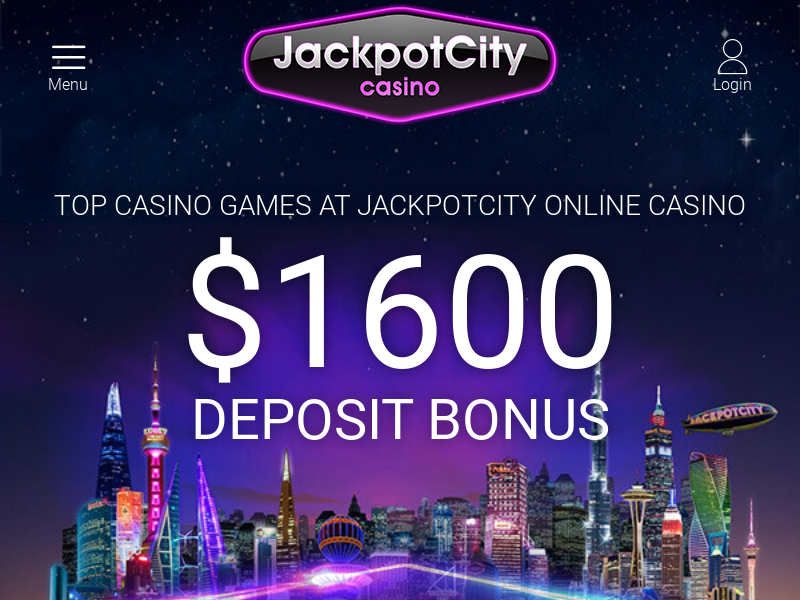 JackpotCity
casino
Menu
Login
TOP CASINO GAMES AT JACKPOTCITY ONLINE CASINO
$1600
DEPOSIT BONUS
JACKPOTCITY